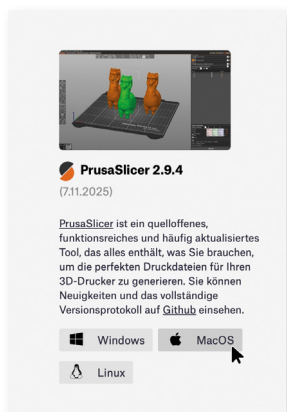 PrusaSlicer 2.9.4
(7.11.2025)
PrusaSlicer ist ein quelloffenes,
funktionsreiches und häufig aktualisiertes
Tool, das alles enthält, was Sie brauchen,
um die perfekten Druckdateien für Ihren
3D-Drucker zu generieren. Sie können
Neuigkeiten und das vollständige
Versionsprotokoll auf Github einsehen.
Windows
MacOS
Linux